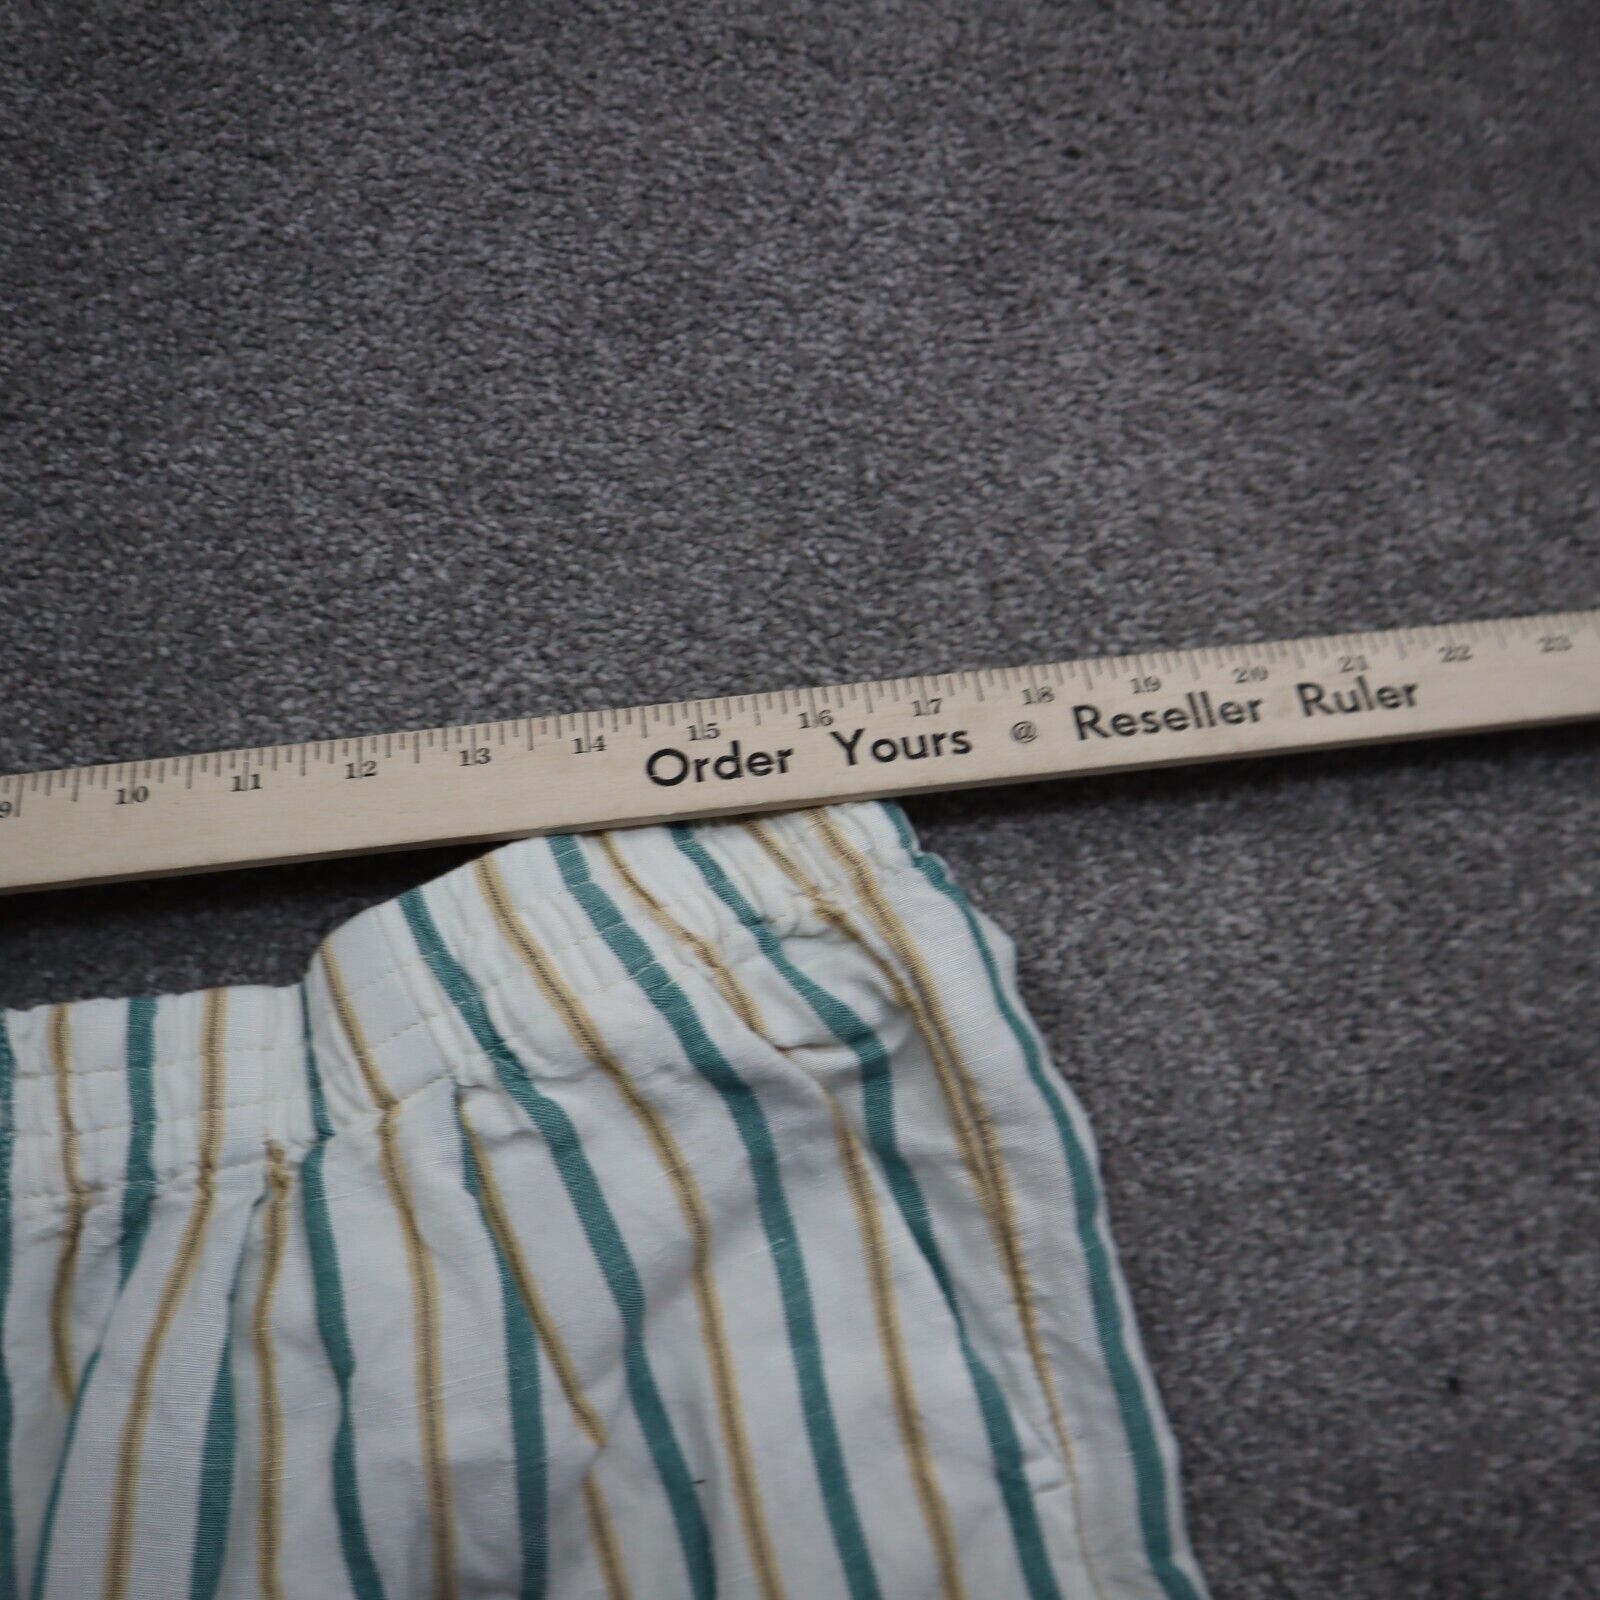 9 10 11 12 13 14 15 16 17 18 19 20 21 22 23
Order Yours @ Reseller Ruler